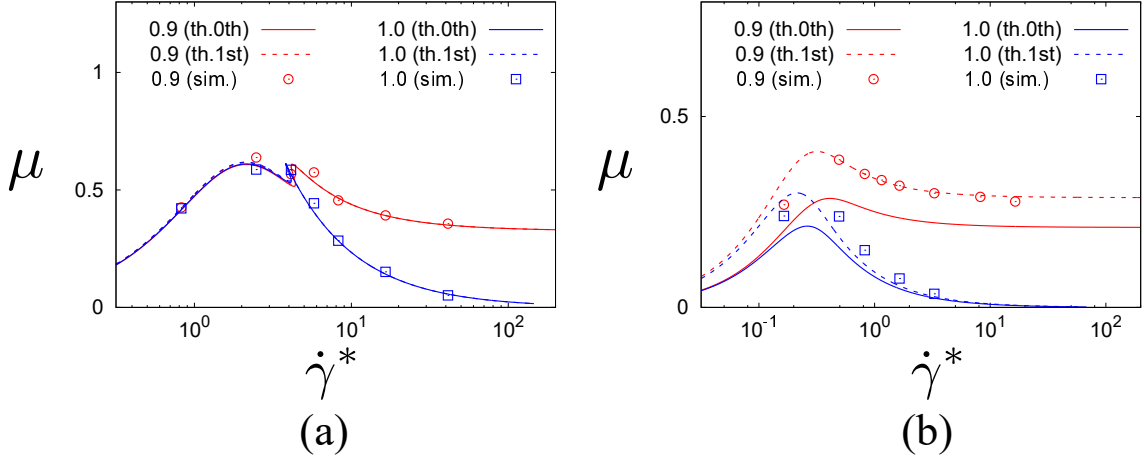 0.9 (th.0th) 1.0 (th.0th)
0.9 (th.1st) 1.0 (th.1st)
0.9 (sim.) 1.0 (sim.)
1
0.5
0
μ
10⁰ 10¹ 10²
γ̇*
(a)
0.9 (th.0th) 1.0 (th.0th)
0.9 (th.1st) 1.0 (th.1st)
0.9 (sim.) 1.0 (sim.)
0.5
0
μ
10⁻¹ 10⁰ 10¹ 10²
γ̇*
(b)